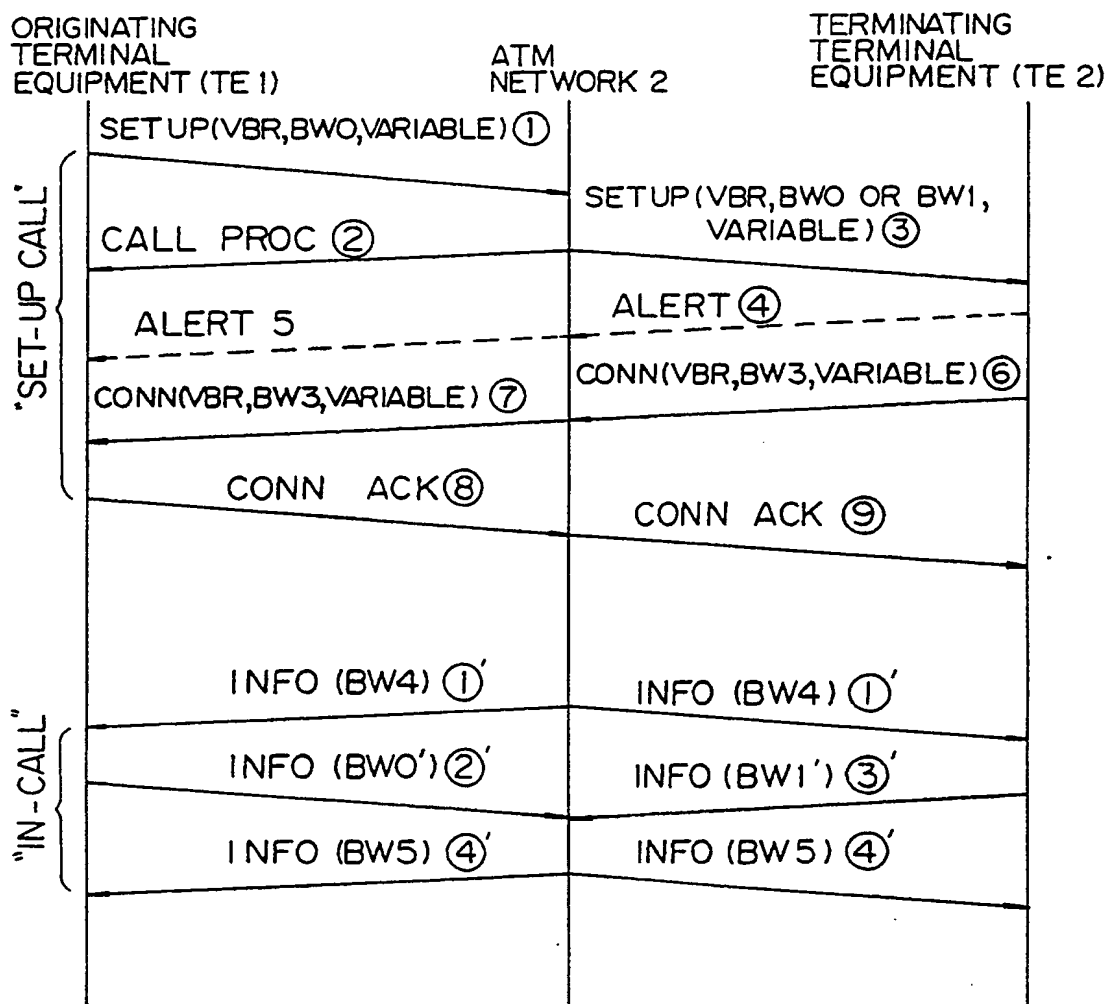 ORIGINATING
TERMINAL
EQUIPMENT (TE 1)
ATM
NETWORK 2
TERMINATING
TERMINAL
EQUIPMENT (TE 2)
"SET-UP CALL"
SETUP(VBR,BWO,VARIABLE) ①
SETUP(VBR,BWO OR BW1,
VARIABLE) ③
CALL PROC ②
ALERT ④
ALERT 5
CONN(VBR,BW3,VARIABLE) ⑥
CONN(VBR,BW3,VARIABLE) ⑦
CONN ACK ⑧
CONN ACK ⑨
"IN-CALL"
INFO (BW4) ①'
INFO (BW4) ①'
INFO (BWO') ②'
INFO (BW1') ③'
INFO (BW5) ④'
INFO (BW5) ④'